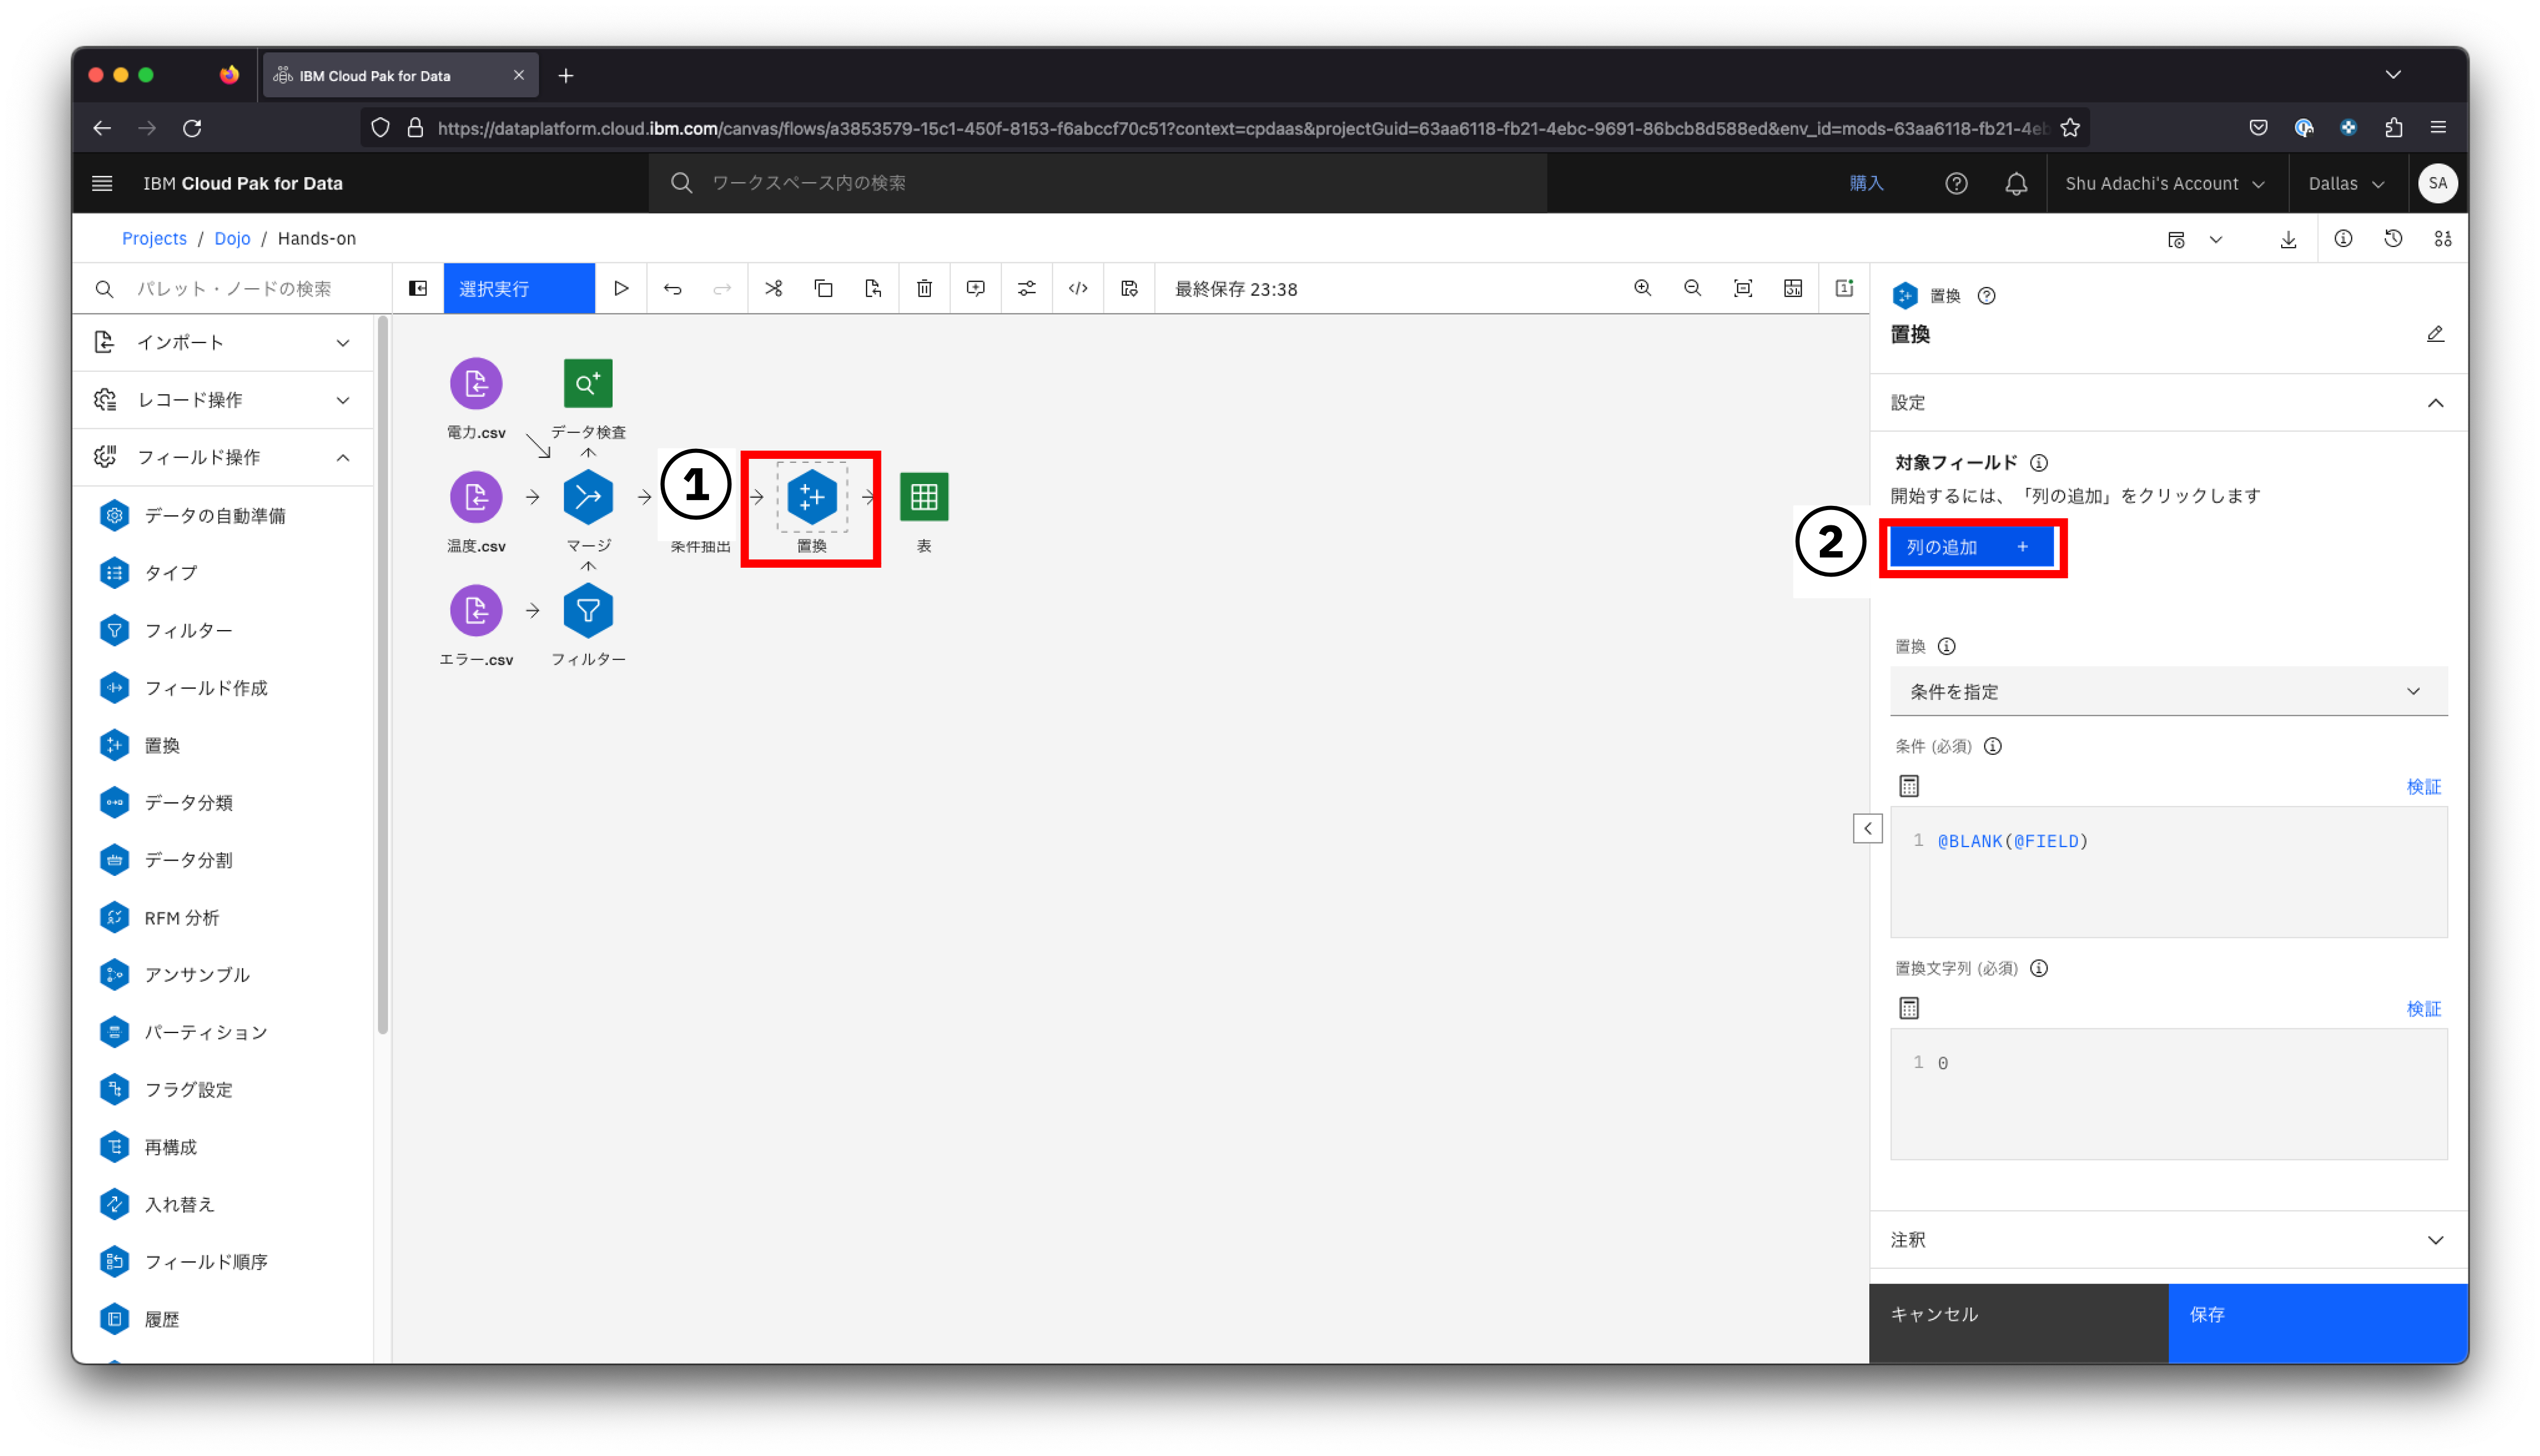 IBM Cloud Pak for Data
https://dataplatform.cloud.ibm.com/canvas/flows/a3853579-15c1-450f-8153-f6abccf70c51?context=cpdaas&projectGuid=63aa6118-fb21-4ebc-9691-86bcb8d588ed&env_id=mods-63aa6118-fb21-4eb
IBM Cloud Pak for Data
ワークスペース内の検索
購入
Shu Adachi's Account
Dallas
SA
Projects / Dojo / Hands-on
パレット・ノードの検索
選択実行
最終保存 23:38
インポート
レコード操作
フィールド操作
データの自動準備
タイプ
フィルター
フィールド作成
置換
データ分類
データ分割
RFM 分析
アンサンブル
パーティション
フラグ設定
再構成
入れ替え
フィールド順序
履歴
電力.csv
データ検査
温度.csv
マージ
条件抽出
置換
表
エラー.csv
フィルター
1
2
置換
置換
設定
対象フィールド
開始するには、「列の追加」をクリックします
列の追加 +
置換
条件を指定
条件 (必須)
検証
1 @BLANK(@FIELD)
置換文字列 (必須)
検証
1 0
注釈
キャンセル
保存